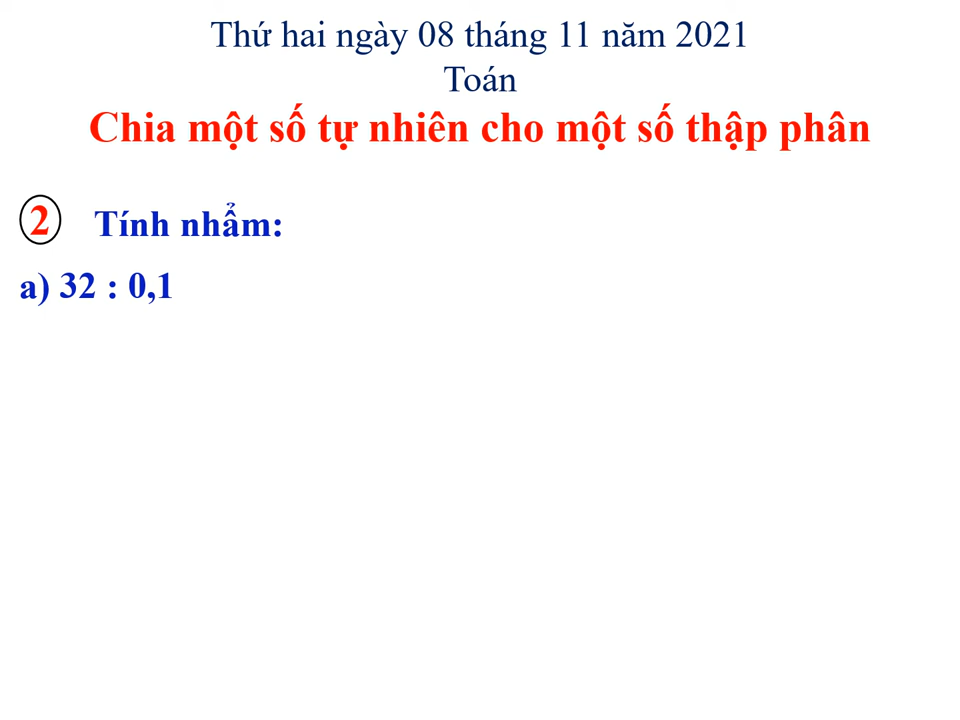 Thứ hai ngày 08 tháng 11 năm 2021
Toán
Chia một số tự nhiên cho một số thập phân
2 Tính nhẩm:
a) 32 : 0,1